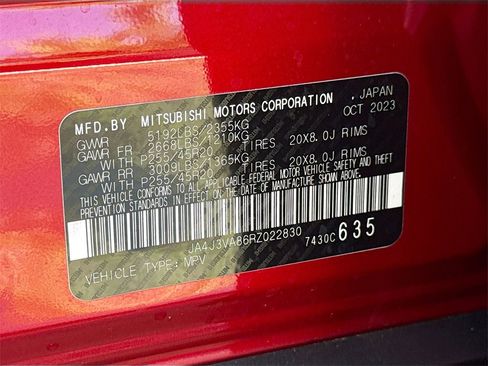 MFD.BY MITSUBISHI MOTORS CORPORATION , JAPAN
OCT 2023
GVWR 5192LBS/2355KG
GAWR FR 2668LBS/1210KG
WITH P255/45R20 TIRES 20X8.0J RIMS
GAWR RR 3009LBS/1365KG
WITH P255/45R20 TIRES 20X8.0J RIMS
THIS VEHICLE CONFORMS TO ALL APPLICABLE FEDERAL MOTOR VEHICLE SAFETY AND THEFT
PREVENTION STANDARDS IN EFFECT ON THE DATE OF MANUFACTURE SHOWN ABOVE.
JA4J3VA86RZ022830 7430C 635
VEHICLE TYPE: MPV